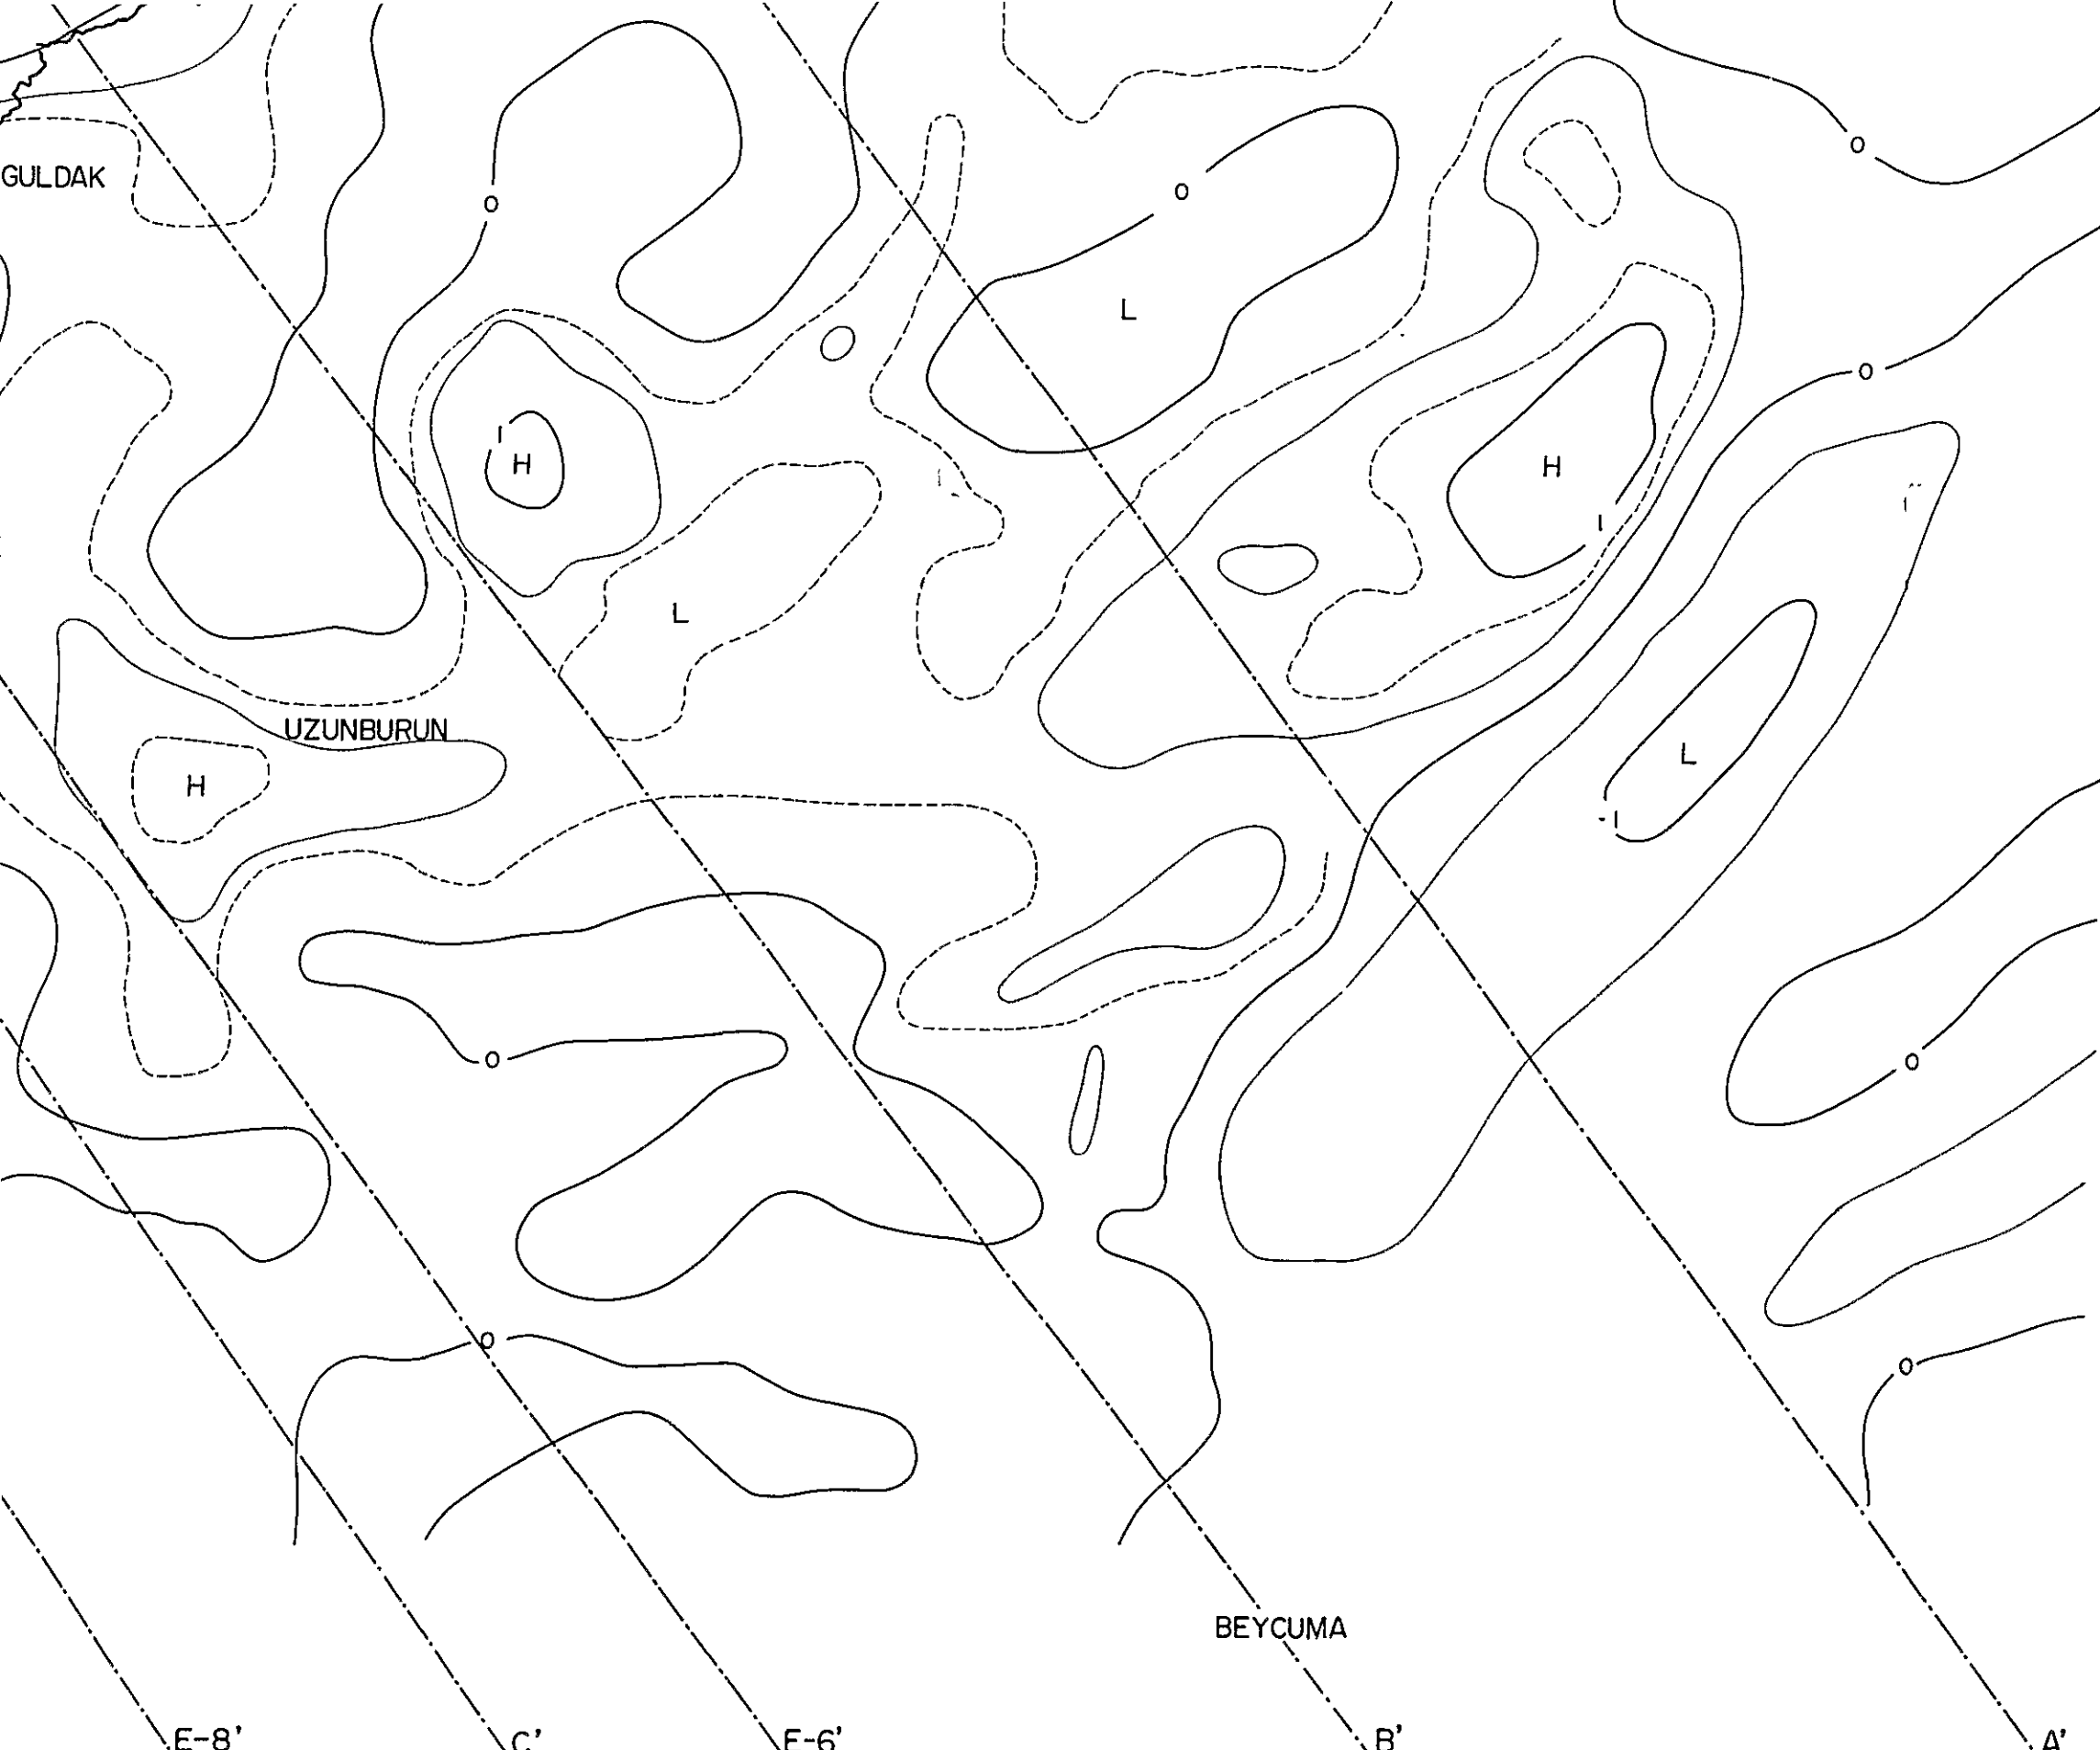 O
GULDAK
O
O
L
O
I
H
H
I
L
UZUNBURUN
H
L
-I
O
O
O
O
BEYCUMA
E-8'
C'
E-6'
B'
A'